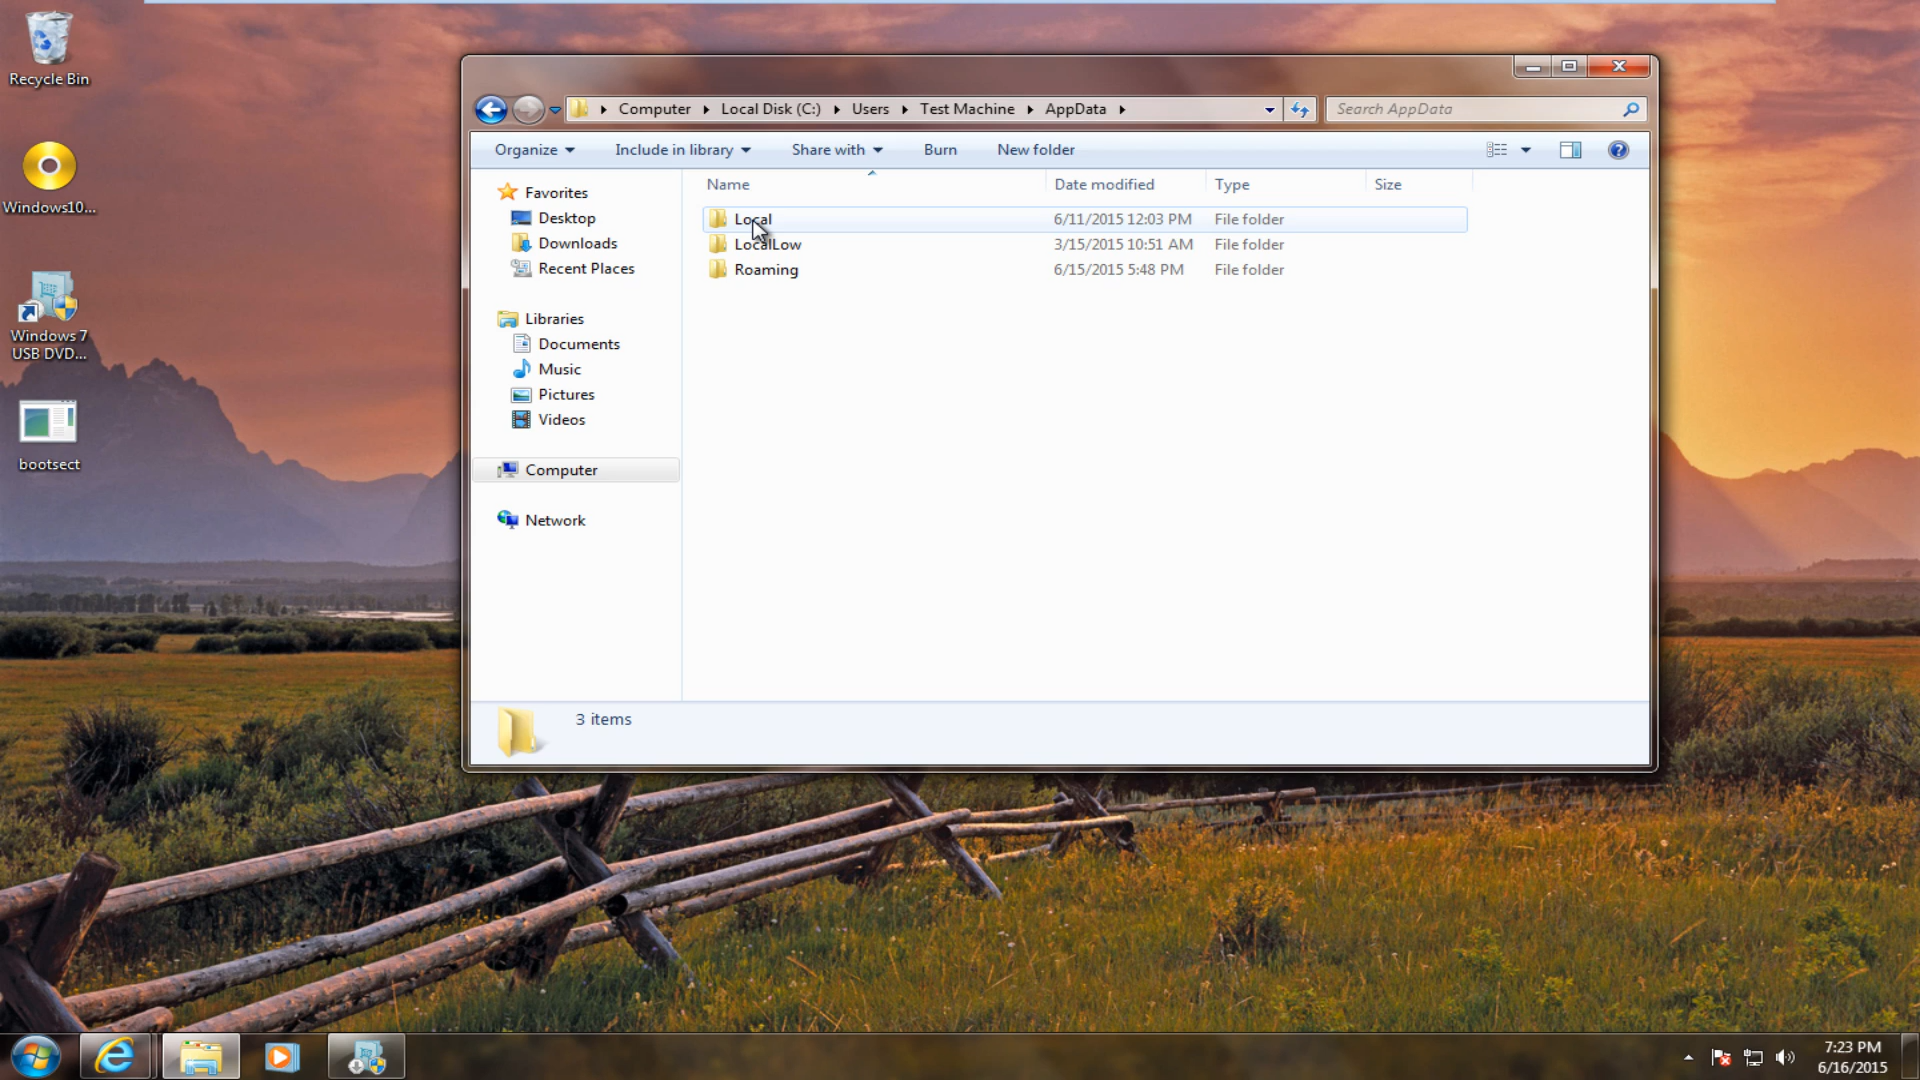 Recycle Bin
Windows10...
Windows 7
USB DVD...
bootsect
Computer Local Disk (C:) Users Test Machine AppData
Search AppData
Organize Include in library Share with Burn New folder
Name Date modified Type Size
Favorites
Desktop
Downloads
Recent Places
Libraries
Documents
Music
Pictures
Videos
Computer
Network
Local 6/11/2015 12:03 PM File folder
LocalLow 3/15/2015 10:51 AM File folder
Roaming 6/15/2015 5:48 PM File folder
3 items
7:23 PM
6/16/2015